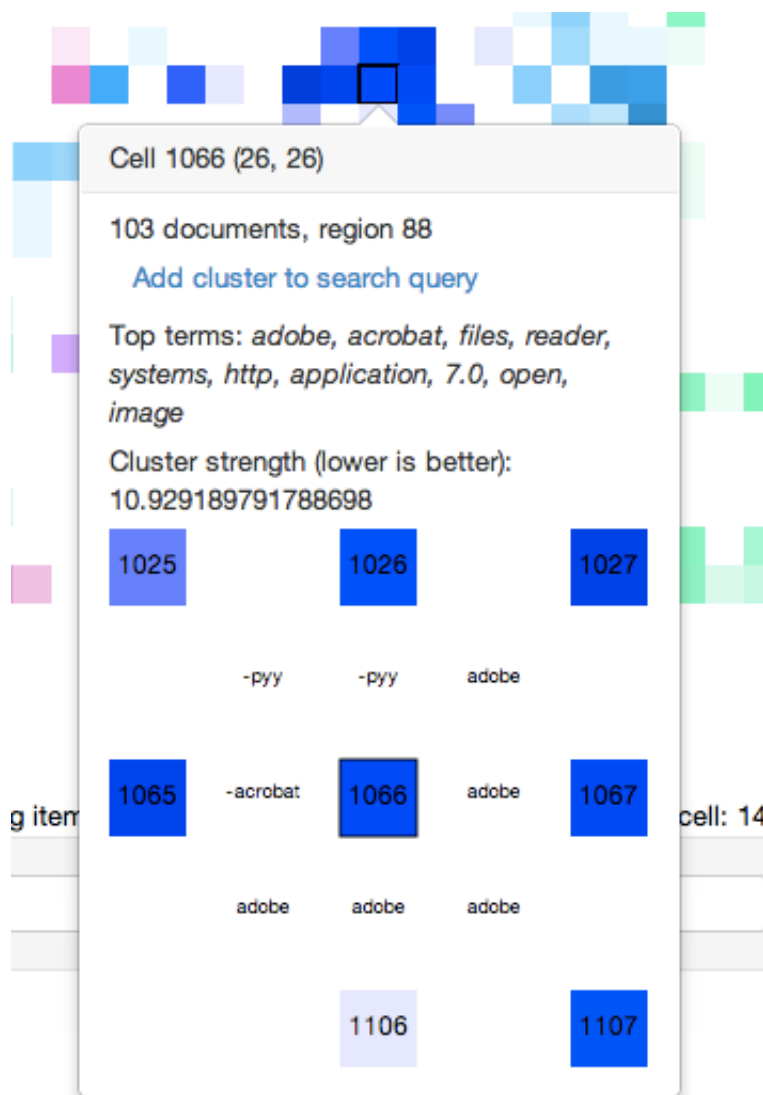 Cell 1066 (26, 26)
103 documents, region 88
Add cluster to search query
Top terms: adobe, acrobat, files, reader,
systems, http, application, 7.0, open,
image
Cluster strength (lower is better):
10.929189791788698
1025 1026 1027
-pyy -pyy adobe
1065 -acrobat 1066 adobe 1067
g item cell: 14
adobe adobe adobe
1106 1107